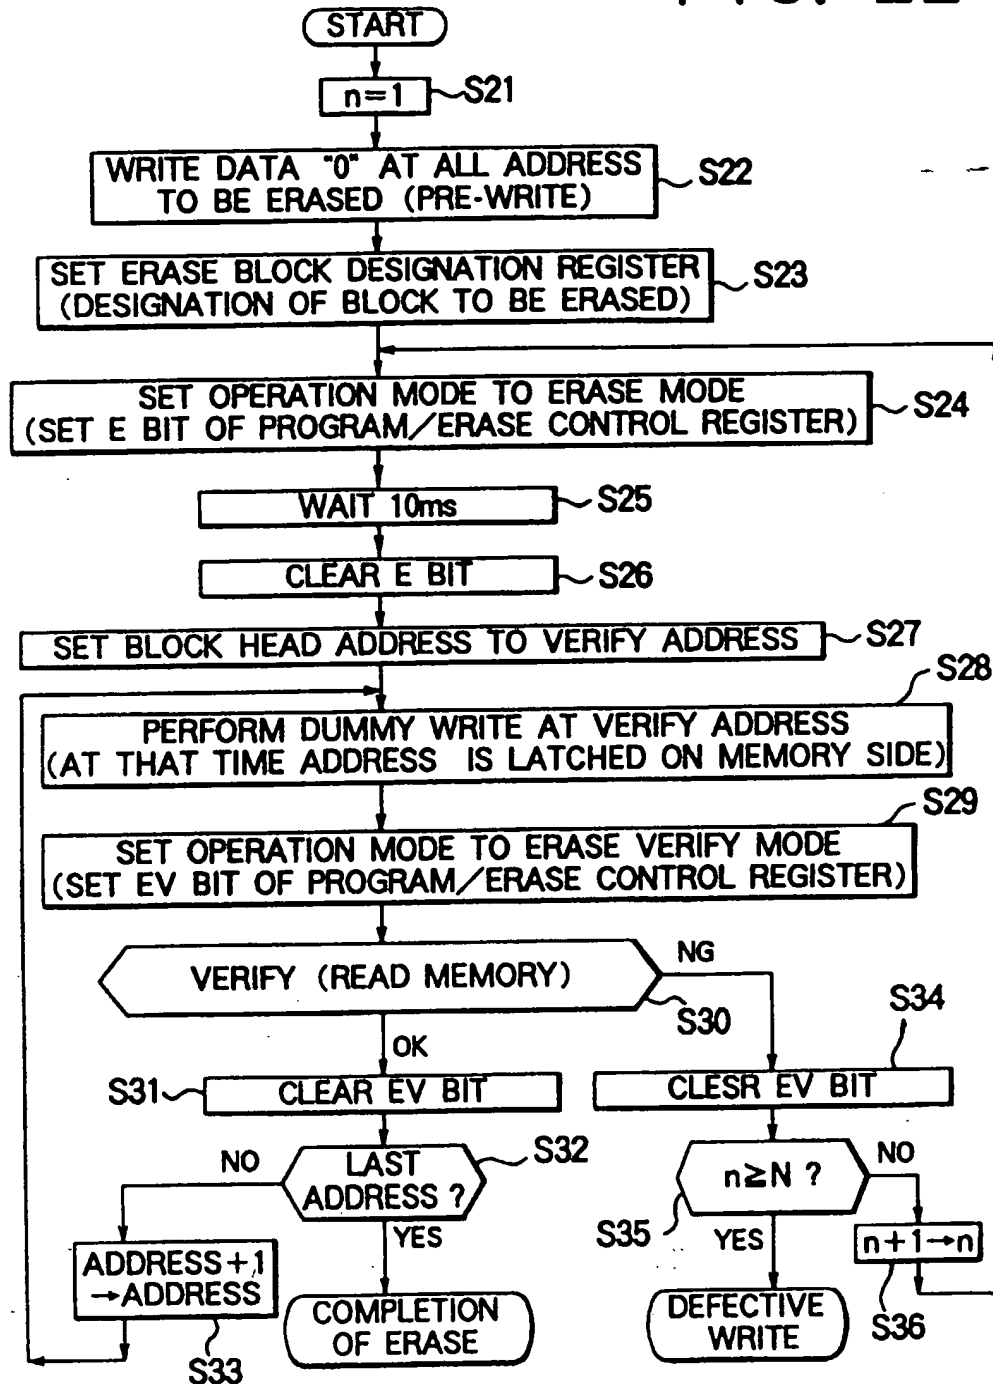 START
n=1
S21
WRITE DATA "0" AT ALL ADDRESS
TO BE ERASED (PRE-WRITE)
S22
SET ERASE BLOCK DESIGNATION REGISTER
(DESIGNATION OF BLOCK TO BE ERASED)
S23
SET OPERATION MODE TO ERASE MODE
(SET E BIT OF PROGRAM/ERASE CONTROL REGISTER)
S24
WAIT 10ms
S25
CLEAR E BIT
S26
SET BLOCK HEAD ADDRESS TO VERIFY ADDRESS
S27
S28
PERFORM DUMMY WRITE AT VERIFY ADDRESS
(AT THAT TIME ADDRESS IS LATCHED ON MEMORY SIDE)
S29
SET OPERATION MODE TO ERASE VERIFY MODE
(SET EV BIT OF PROGRAM/ERASE CONTROL REGISTER)
VERIFY (READ MEMORY)
NG
S30
OK
S34
S31
CLEAR EV BIT
CLESR EV BIT
NO
LAST
ADDRESS ?
S32
n≧N ?
NO
S35
YES
YES
ADDRESS+1
→ADDRESS
S33
n+1→n
S36
COMPLETION
OF ERASE
DEFECTIVE
WRITE